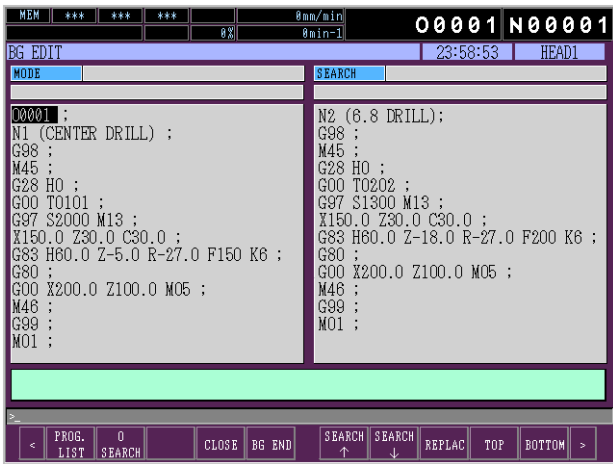 MEM *** *** *** 0mm/min O0001 N00001
0% 0min-1
BG EDIT 23:58:53 HEAD1
MODE
O0001 ;
N1 (CENTER DRILL) ;
G98 ;
M45 ;
G28 H0 ;
G00 T0101 ;
G97 S2000 M13 ;
X150.0 Z30.0 C30.0 ;
G83 H60.0 Z-5.0 R-27.0 F150 K6 ;
G80 ;
G00 X200.0 Z100.0 M05 ;
M46 ;
G99 ;
M01 ;
SEARCH
N2 (6.8 DRILL);
G98 ;
M45 ;
G28 H0 ;
G00 T0202 ;
G97 S1300 M13 ;
X150.0 Z30.0 C30.0 ;
G83 H60.0 Z-18.0 R-27.0 F200 K6 ;
G80 ;
G00 X200.0 Z100.0 M05 ;
M46 ;
G99 ;
M01 ;
>_
< PROG. LIST O SEARCH CLOSE BG END SEARCH ↑ SEARCH ↓ REPLAC TOP BOTTOM >